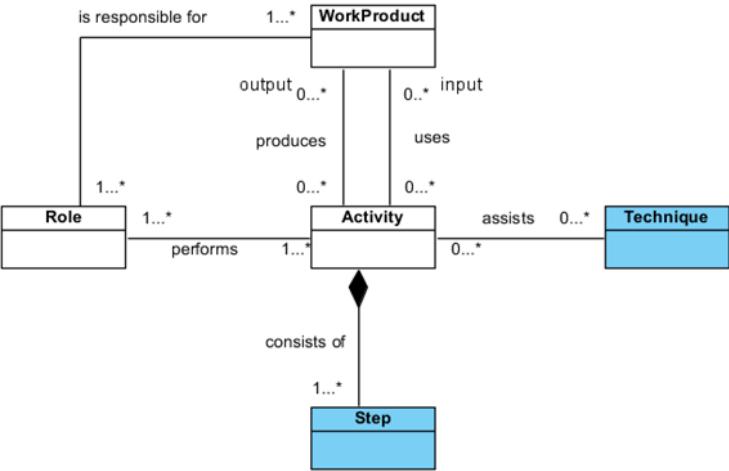 is responsible for
1...*
WorkProduct
output
0...*
0..*
input
produces
uses
1...*
0...*
0...*
Role
1...*
Activity
assists
0...*
Technique
performs
1...*
0...*
consists of
1...*
Step